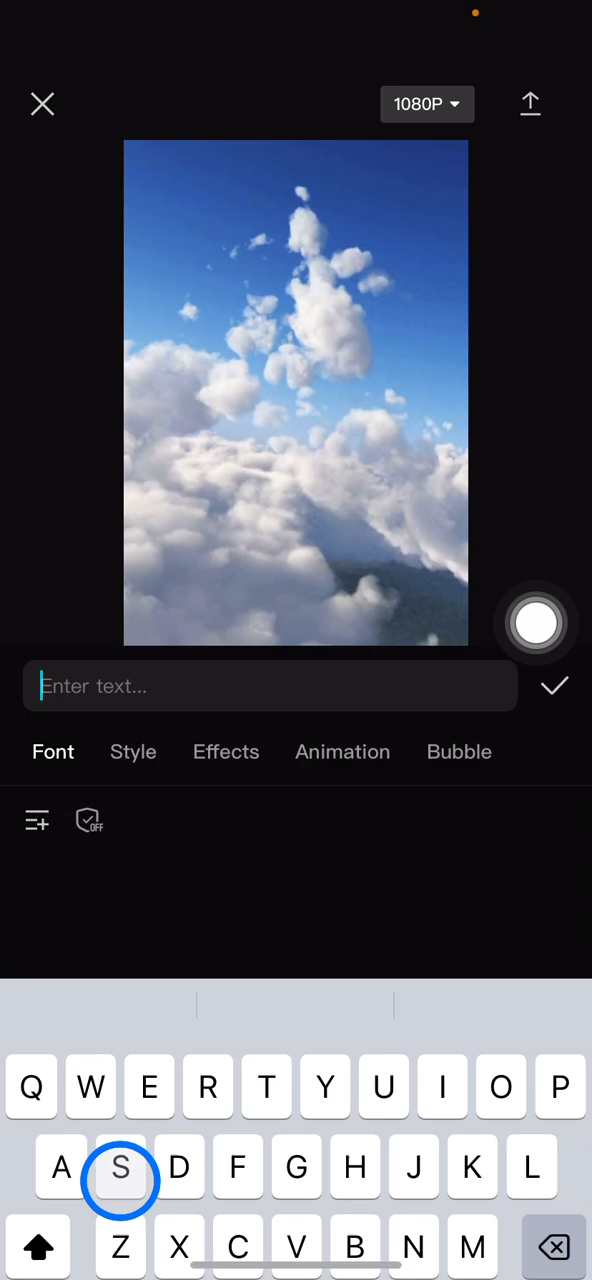 1080P
Enter text...
Font Style Effects Animation Bubble
OFF
Q W E R T Y U I O P
A S D F G H J K L
Z X C V B N M